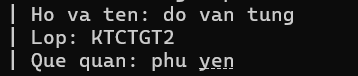 | Ho va ten: do van tung
| Lop: KTCTGT2
| Que quan: phu yen